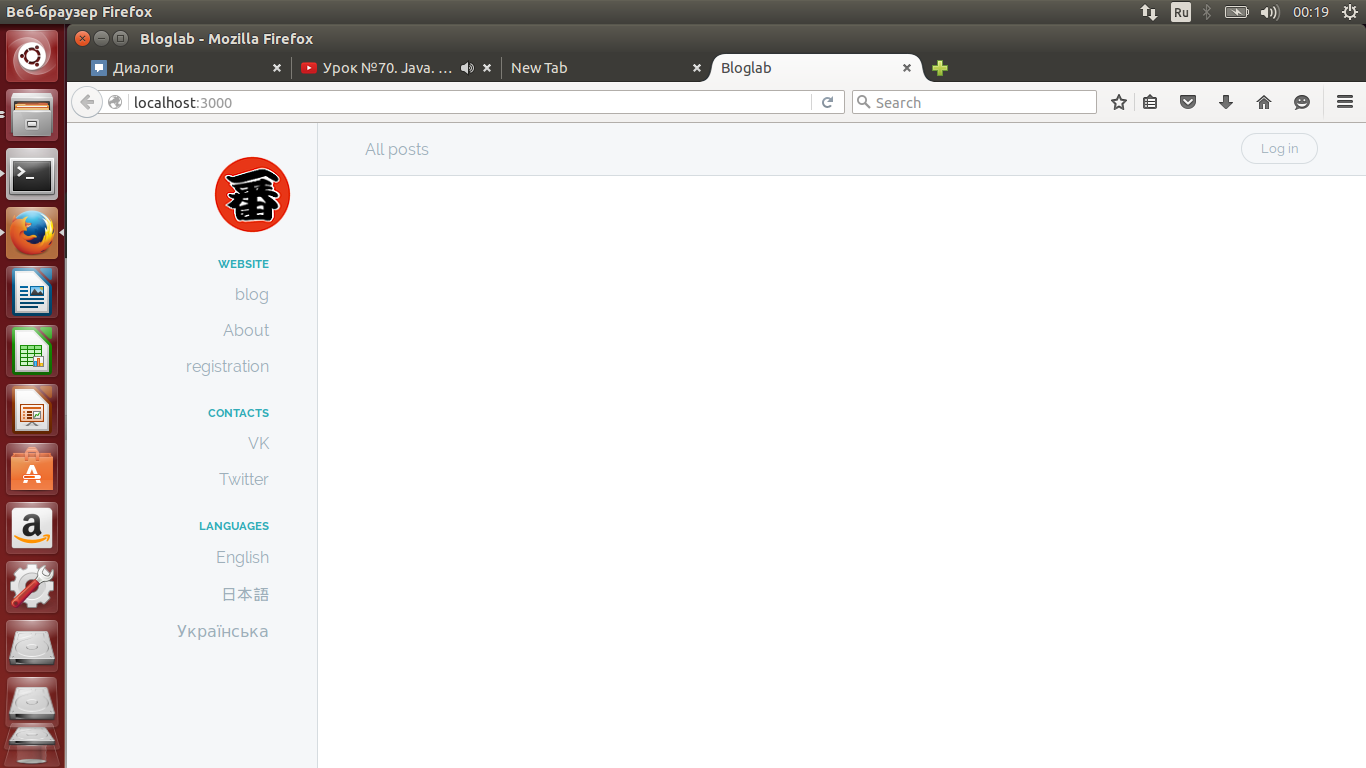 Веб-браузер Firefox
Ru
00:19
Bloglab - Mozilla Firefox
Диалоги
Урок №70. Java. ...
New Tab
Bloglab
localhost:3000
Search
All posts
Log in
一番
WEBSITE
blog
About
registration
CONTACTS
VK
Twitter
LANGUAGES
English
日本語
Українська